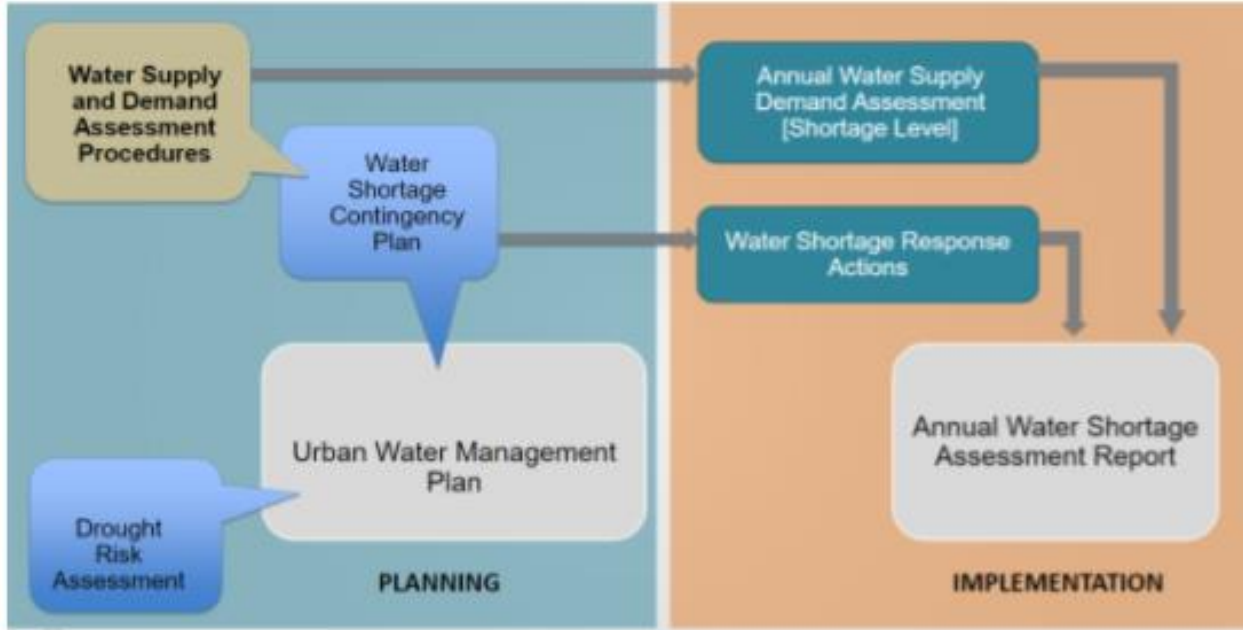 Water Supply
and Demand
Assessment
Procedures
Water
Shortage
Contingency
Plan
Urban Water Management
Plan
Drought
Risk
Assessment
PLANNING
Annual Water Supply
Demand Assessment
[Shortage Level]
Water Shortage Response
Actions
Annual Water Shortage
Assessment Report
IMPLEMENTATION